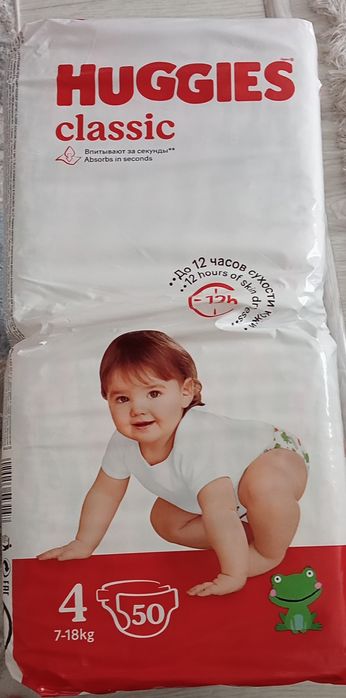 HUGGIES
classic
Впитывают за секунды**
Absorbs in seconds
••До 12 часов сухости кожи••
••12 hours of skin dryness••
12h
4
50
7-18kg
EAC